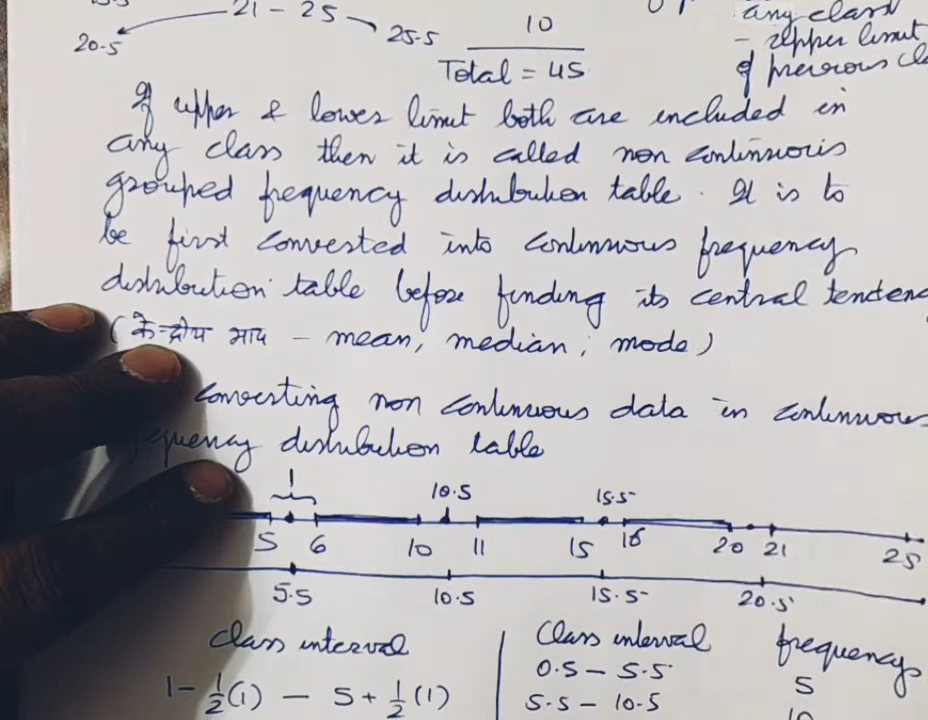 21 - 25
20.5
25.5
10
Total = 45
any class
- upper limit
of previous
If upper & lower limit both are included in
any class then it is called non continuous
grouped frequency distribution table. It is to
be first converted into continuous frequency
distribution table before finding its central
(केन्द्रीय माप - mean, median, mode)
converting non continuous data in continuous
distribution table
1
10.5
15.5
5 6 10 11 15 16 20 21 25
5.5 10.5 15.5 20.5
class interval
1 - 1/2(1) - 5 + 1/2(1)
Class interval frequency
0.5 - 5.5 5
5.5 - 10.5 10